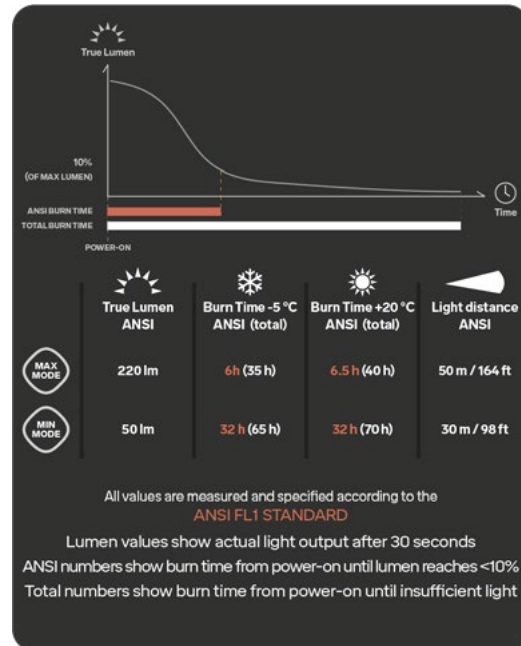 True Lumen
10%
(OF MAX LUMEN)
Time
ANSI BURN TIME
TOTAL BURN TIME
POWER-ON
True Lumen Burn Time -5 °C Burn Time +20 °C Light distance
ANSI ANSI (total) ANSI (total) ANSI
MAX MODE 220 lm 6h (35 h) 6.5 h (40 h) 50 m / 164 ft
MIN MODE 50 lm 32 h (65 h) 32 h (70 h) 30 m / 98 ft
All values are measured and specified according to the
ANSI FL1 STANDARD
Lumen values show actual light output after 30 seconds
ANSI numbers show burn time from power-on until lumen reaches <10%
Total numbers show burn time from power-on until insufficient light